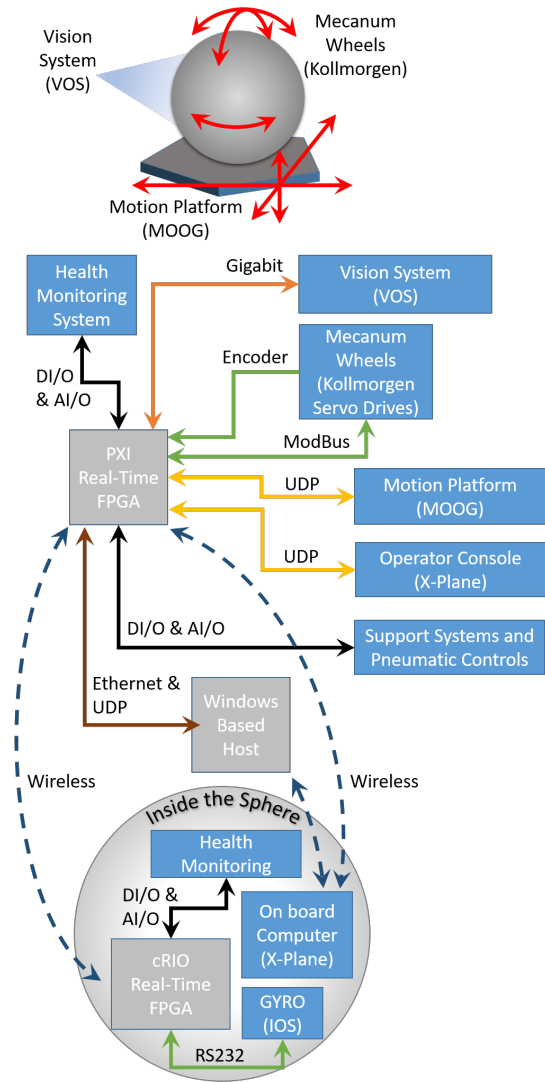 Vision
System
(VOS)
Mecanum
Wheels
(Kollmorgen)
Motion Platform
(MOOG)
Health
Monitoring
System
Gigabit
Vision System
(VOS)
DI/O
& AI/O
Encoder
Mecanum
Wheels
(Kollmorgen
Servo Drives)
ModBus
PXI
Real-Time
FPGA
UDP
Motion Platform
(MOOG)
UDP
Operator Console
(X-Plane)
DI/O & AI/O
Support Systems and
Pneumatic Controls
Ethernet &
UDP
Windows
Based
Host
Wireless
Wireless
Inside the Sphere
Health
Monitoring
DI/O &
AI/O
On board
Computer
(X-Plane)
cRIO
Real-Time
FPGA
GYRO
(IOS)
RS232